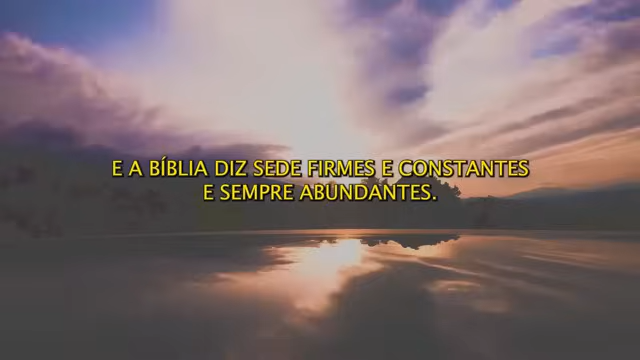 E A BÍBLIA DIZ SEDE FIRMES E CONSTANTES
E SEMPRE ABUNDANTES.